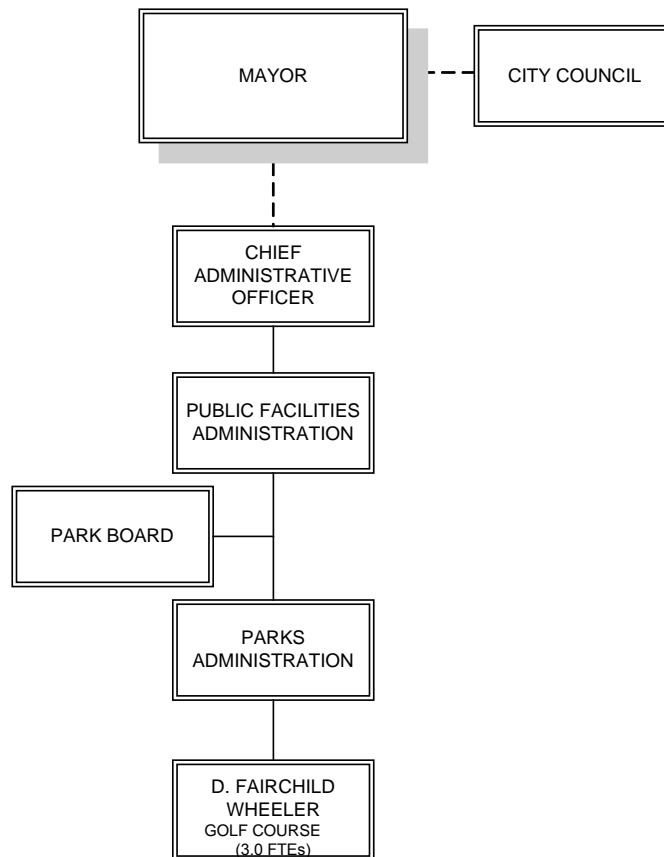 MAYOR
CITY COUNCIL
CHIEF
ADMINISTRATIVE
OFFICER
PUBLIC FACILITIES
ADMINISTRATION
PARK BOARD
PARKS
ADMINISTRATION
D. FAIRCHILD
WHEELER
GOLF COURSE
(3.0 FTEs)